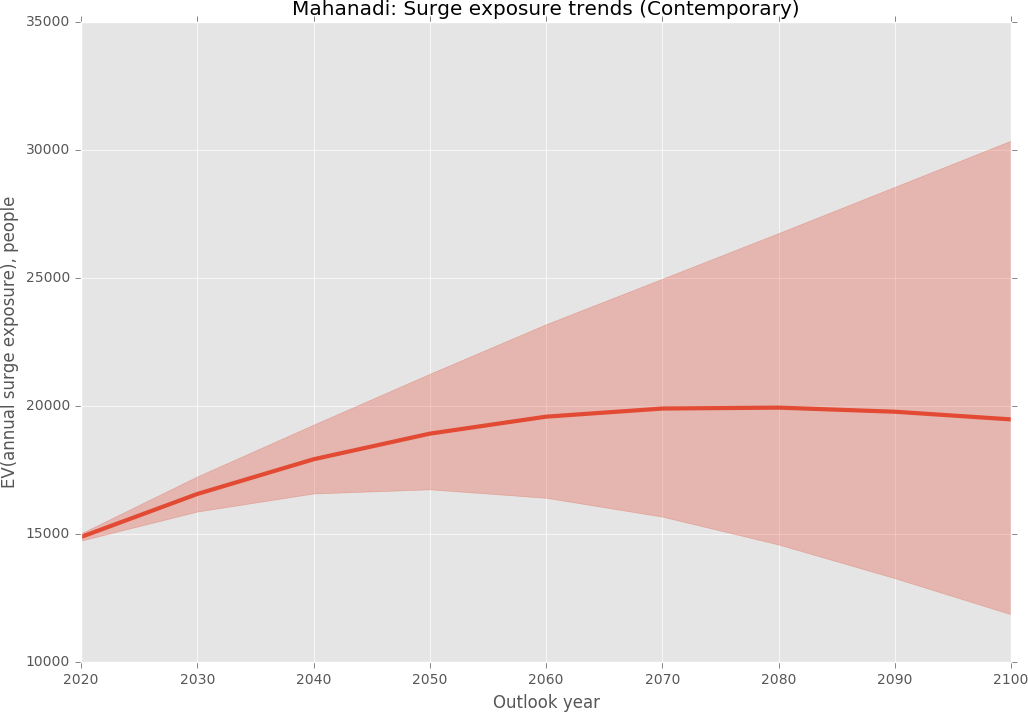 Mahanadi: Surge exposure trends (Contemporary)
EV(annual surge exposure), people
35000
30000
25000
20000
15000
10000
2020 2030 2040 2050 2060 2070 2080 2090 2100
Outlook year